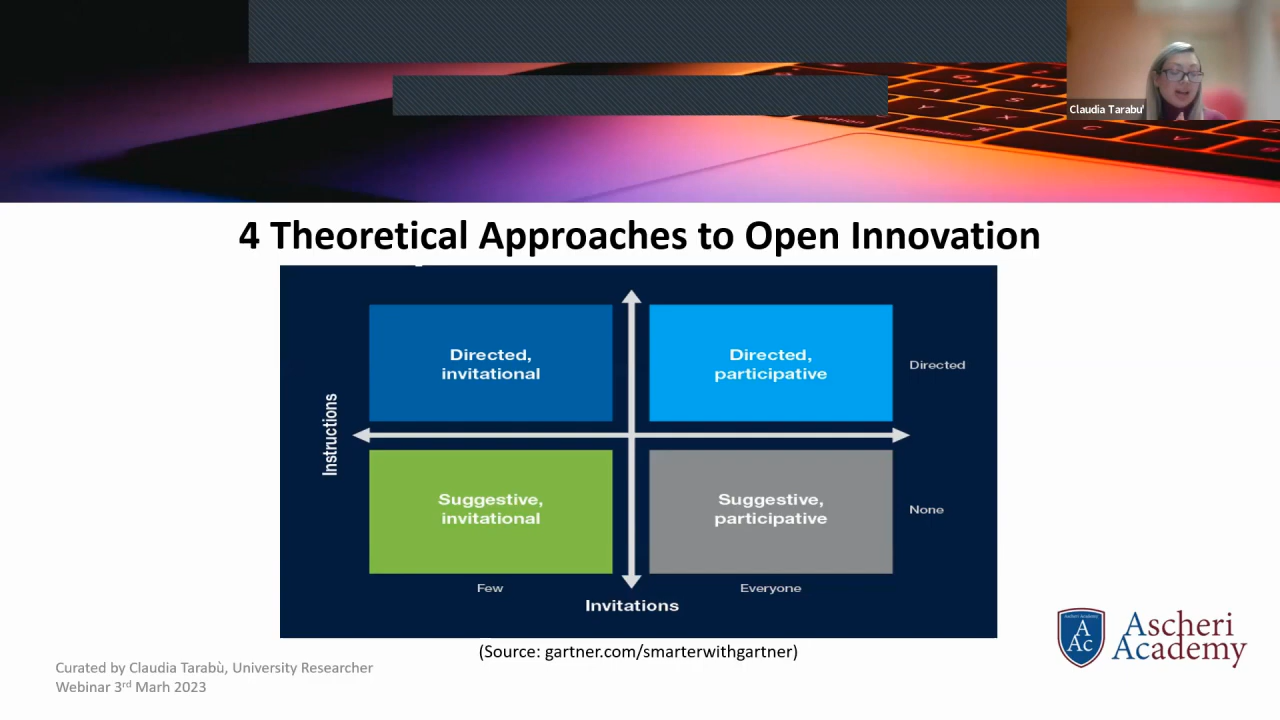 Claudia Tarabu'
4 Theoretical Approaches to Open Innovation
Directed,
invitational
Directed,
participative
Directed
Instructions
Suggestive,
invitational
Suggestive,
participative
None
Few
Everyone
Invitations
(Source: gartner.com/smarterwithgartner)
Curated by Claudia Tarabù, University Researcher
Webinar 3rd Marh 2023
A
Ac
Ascheri
Academy